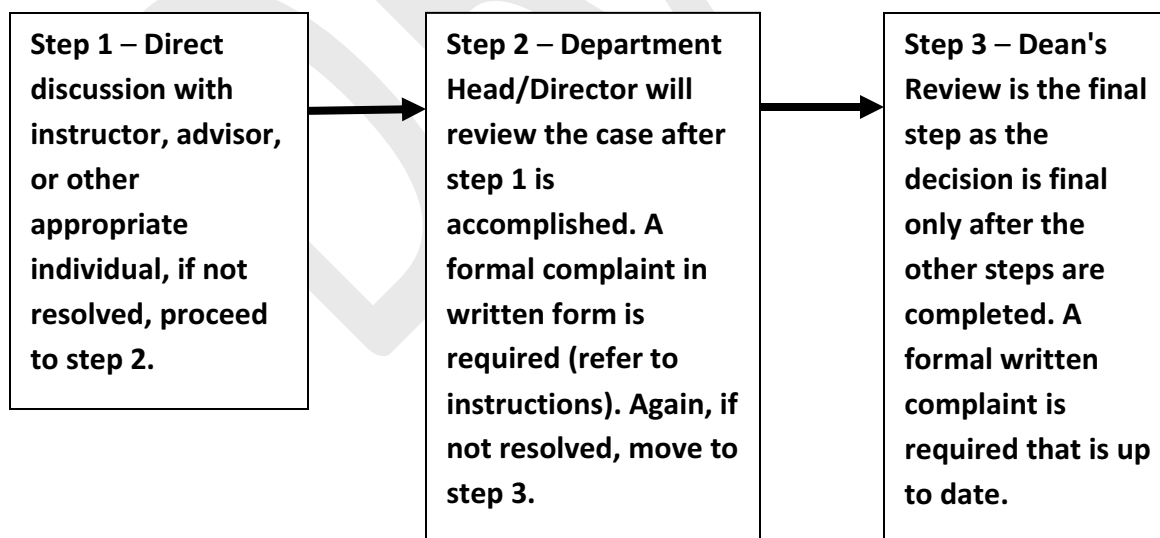 Step 1 – Direct
discussion with
instructor, advisor,
or other
appropriate
individual, if not
resolved, proceed
to step 2.
Step 2 – Department
Head/Director will
review the case after
step 1 is
accomplished. A
formal complaint in
written form is
required (refer to
instructions). Again, if
not resolved, move to
step 3.
Step 3 – Dean's
Review is the final
step as the
decision is final
only after the
other steps are
completed. A
formal written
complaint is
required that is up
to date.